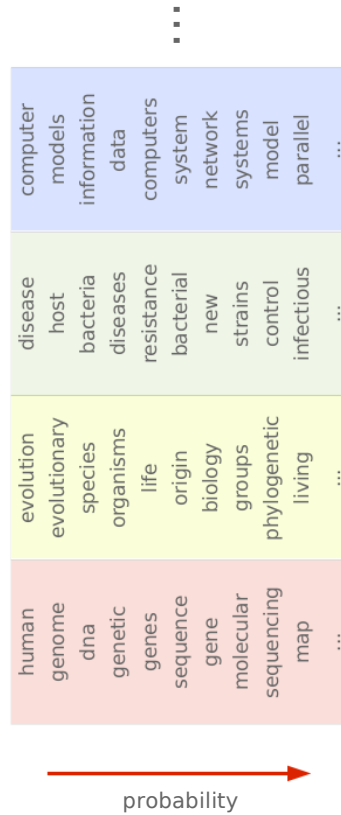 computer
models
information
data
computers
system
network
systems
model
parallel
...
disease
host
bacteria
diseases
resistance
bacterial
new
strains
control
infectious
...
evolution
evolutionary
species
organisms
life
origin
biology
groups
phylogenetic
living
...
human
genome
dna
genetic
genes
sequence
gene
molecular
sequencing
map
...
probability